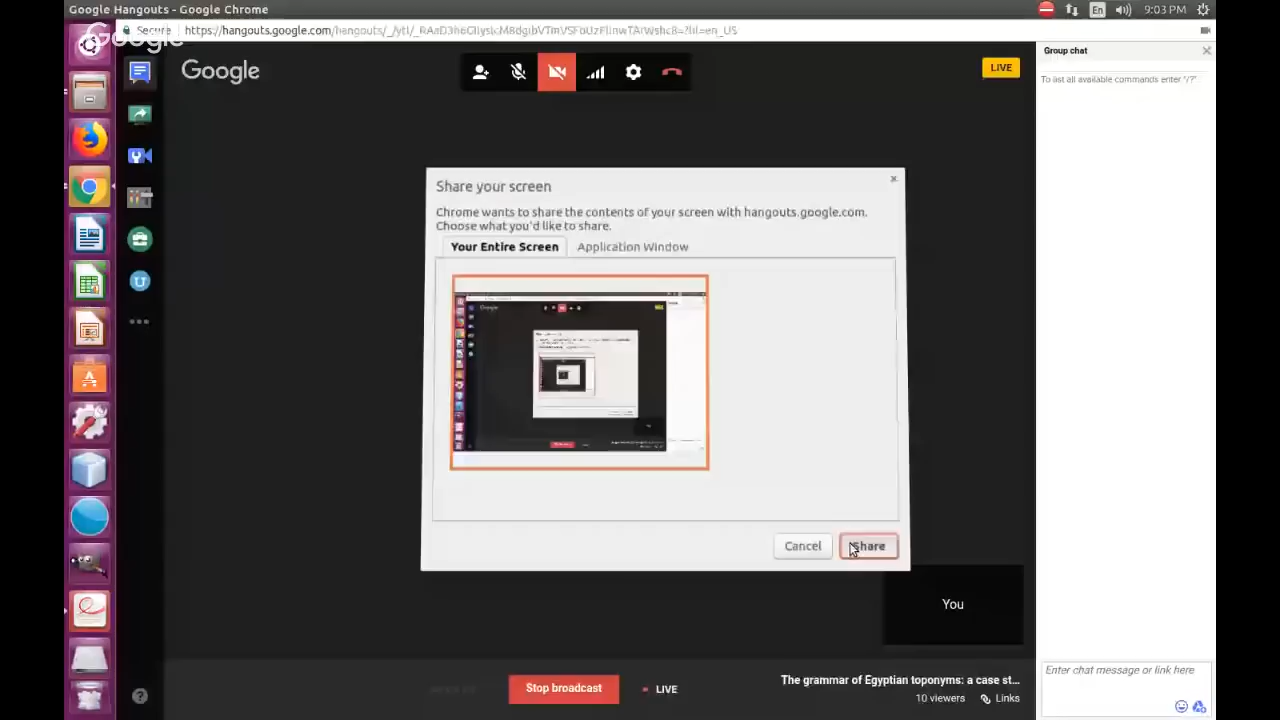 Google Hangouts - Google Chrome
En
9:03 PM
Google
Secure
Google
LIVE
Group chat
To list all available commands enter "/?"
Share your screen
Chrome wants to share the contents of your screen with hangouts.google.com.
Choose what you'd like to share.
Your Entire Screen
Application Window
Cancel
Share
You
Stop broadcast
LIVE
The grammar of Egyptian toponyms: a case st...
10 viewers
Links
Enter chat message or link here